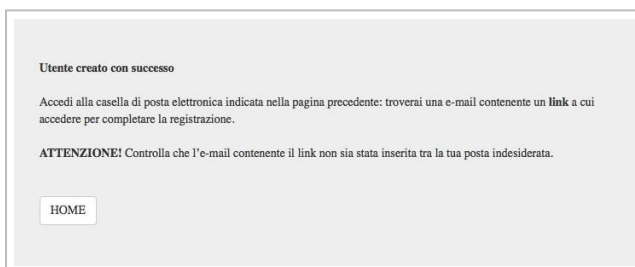 Utente creato con successo
Accedi alla casella di posta elettronica indicata nella pagina precedente: troverai una e-mail contenente un link a cui
accedere per completare la registrazione.
ATTENZIONE! Controlla che l'e-mail contenente il link non sia stata inserita tra la tua posta indesiderata.
HOME